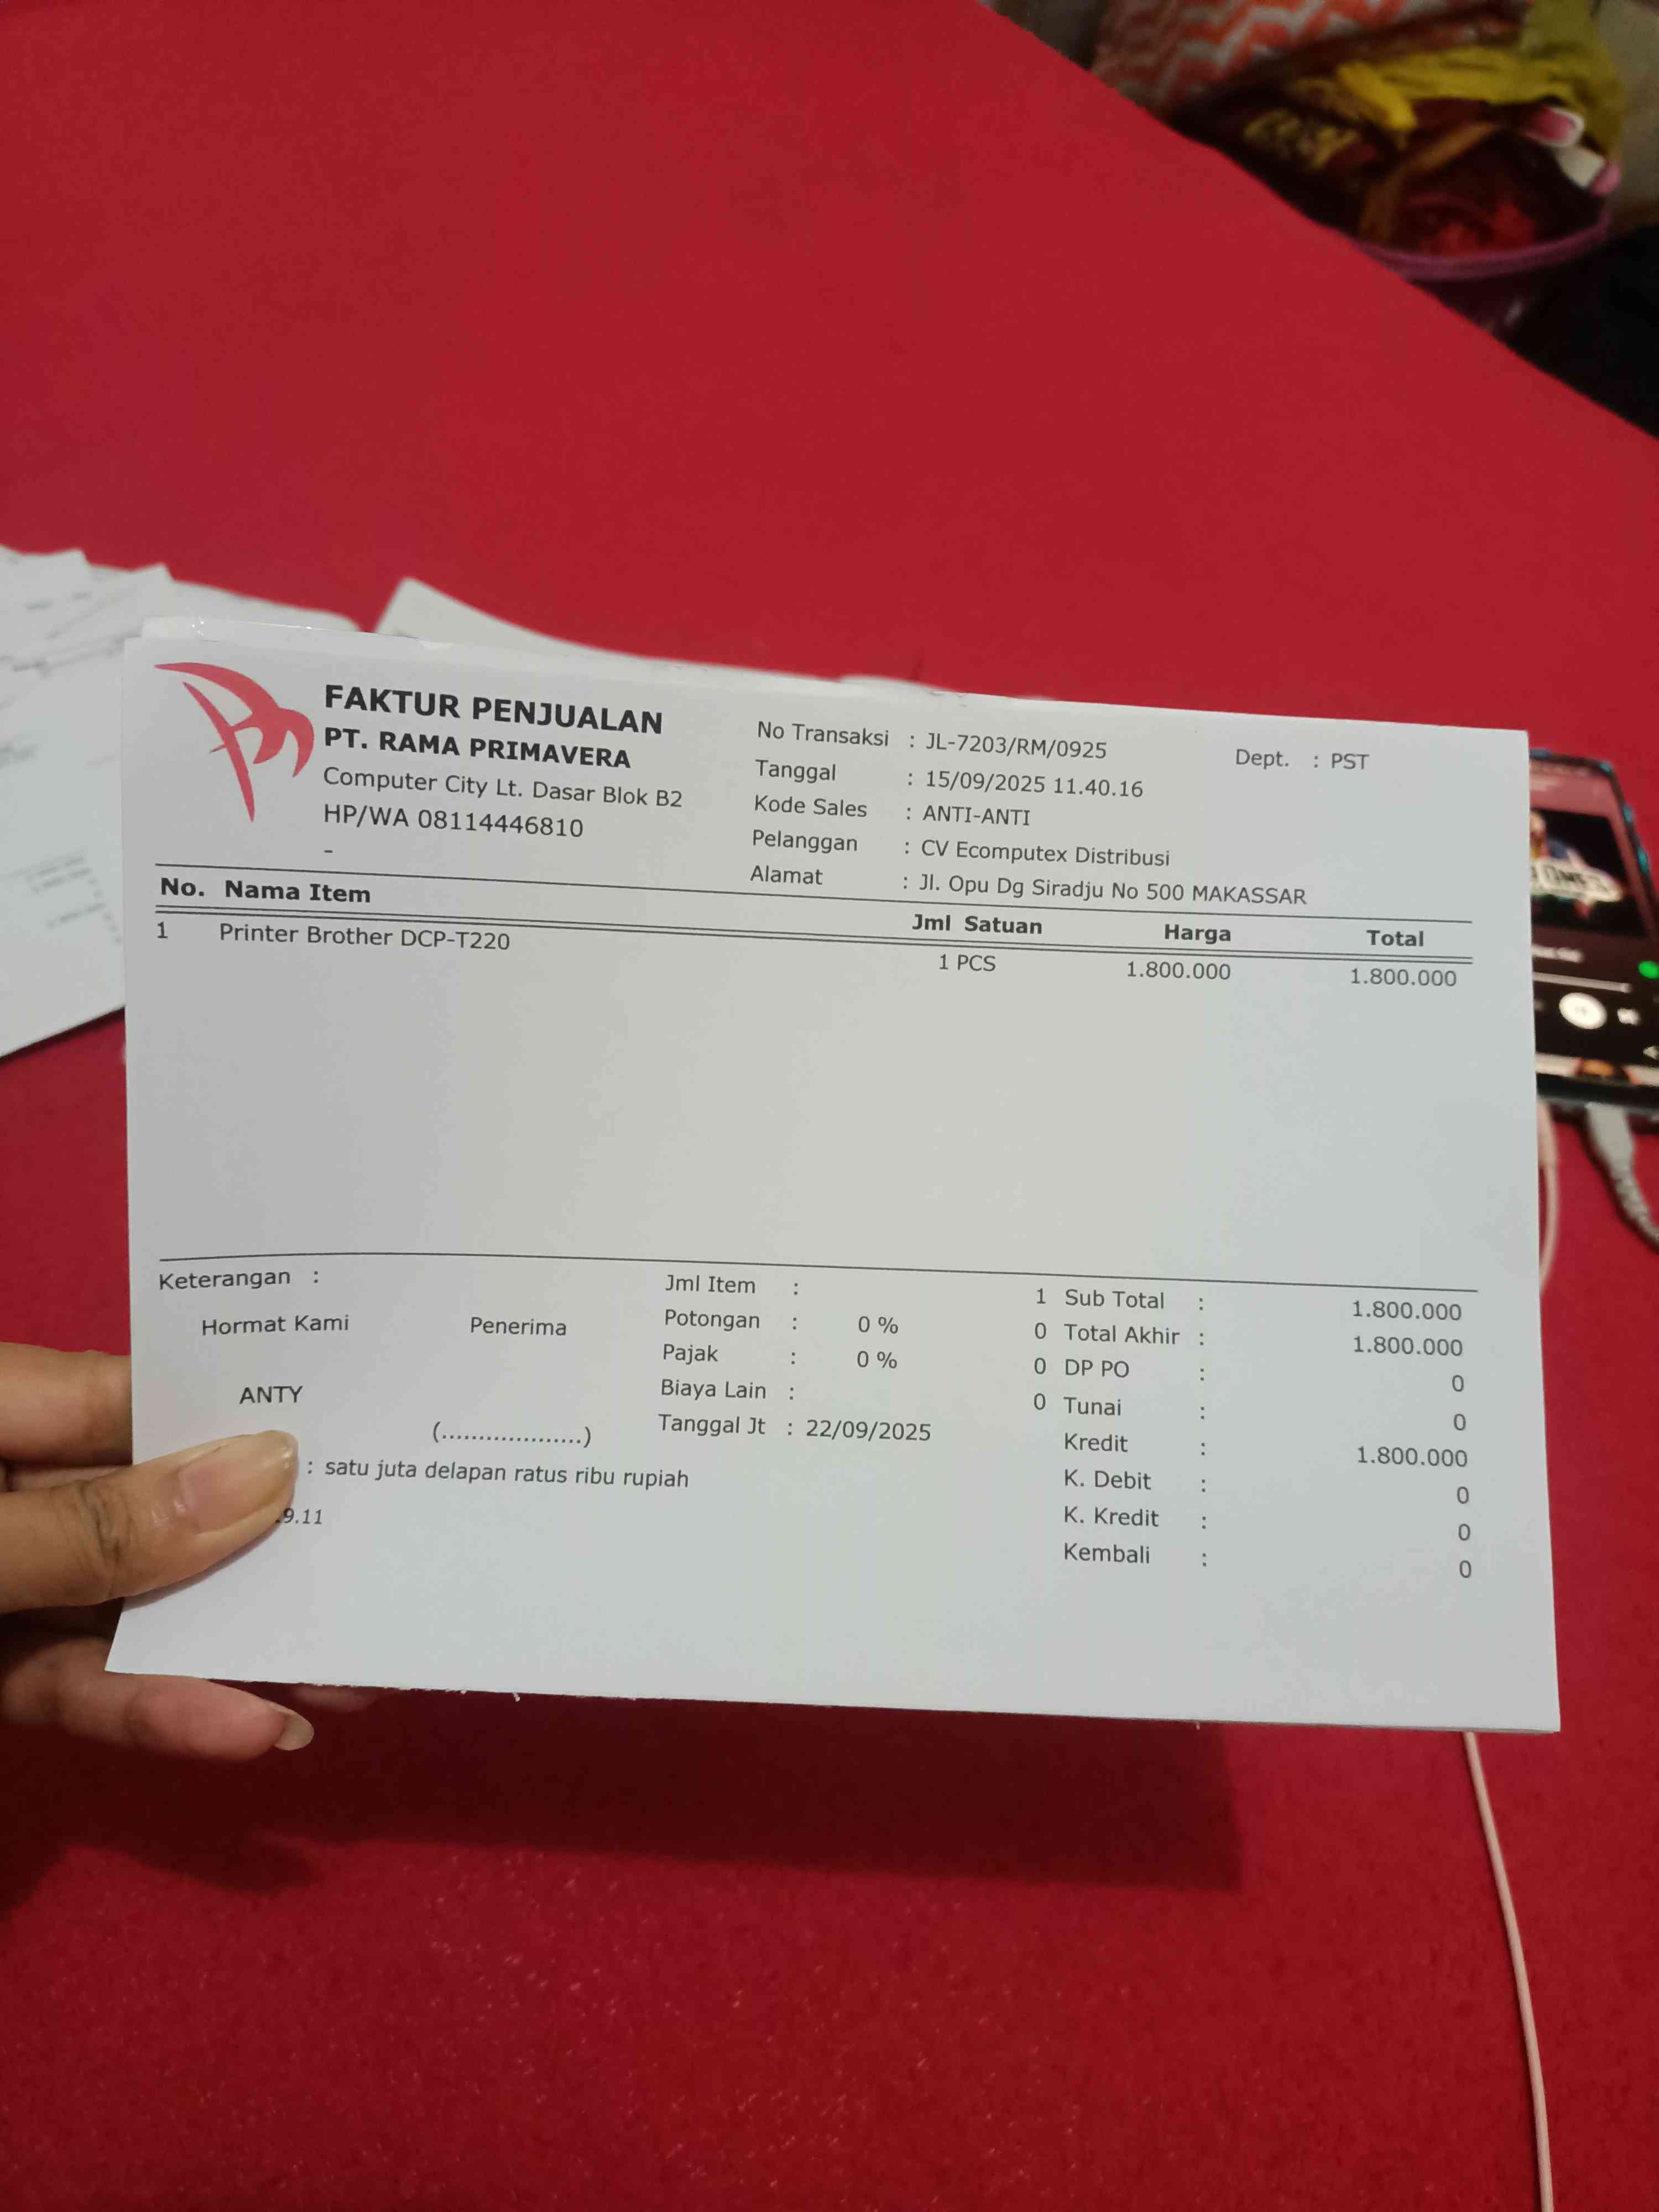 FAKTUR PENJUALAN
PT. RAMA PRIMAVERA
Computer City Lt. Dasar Blok B2
HP/WA 08114446810
-
No Transaksi : JL-7203/RM/0925 Dept. : PST
Tanggal : 15/09/2025 11.40.16
Kode Sales : ANTI-ANTI
Pelanggan : CV Ecomputex Distribusi
Alamat : Jl. Opu Dg Siradju No 500 MAKASSAR
No. Nama Item Jml Satuan Harga Total
1 Printer Brother DCP-T220 1 PCS 1.800.000 1.800.000
Keterangan :
Hormat Kami Penerima
ANTY
(...................)
: satu juta delapan ratus ribu rupiah
9.11
Jml Item : 1
Potongan : 0 % 0
Pajak : 0 % 0
Biaya Lain : 0
Tanggal Jt : 22/09/2025
Sub Total : 1.800.000
Total Akhir : 1.800.000
DP PO : 0
Tunai : 0
Kredit : 1.800.000
K. Debit : 0
K. Kredit : 0
Kembali : 0